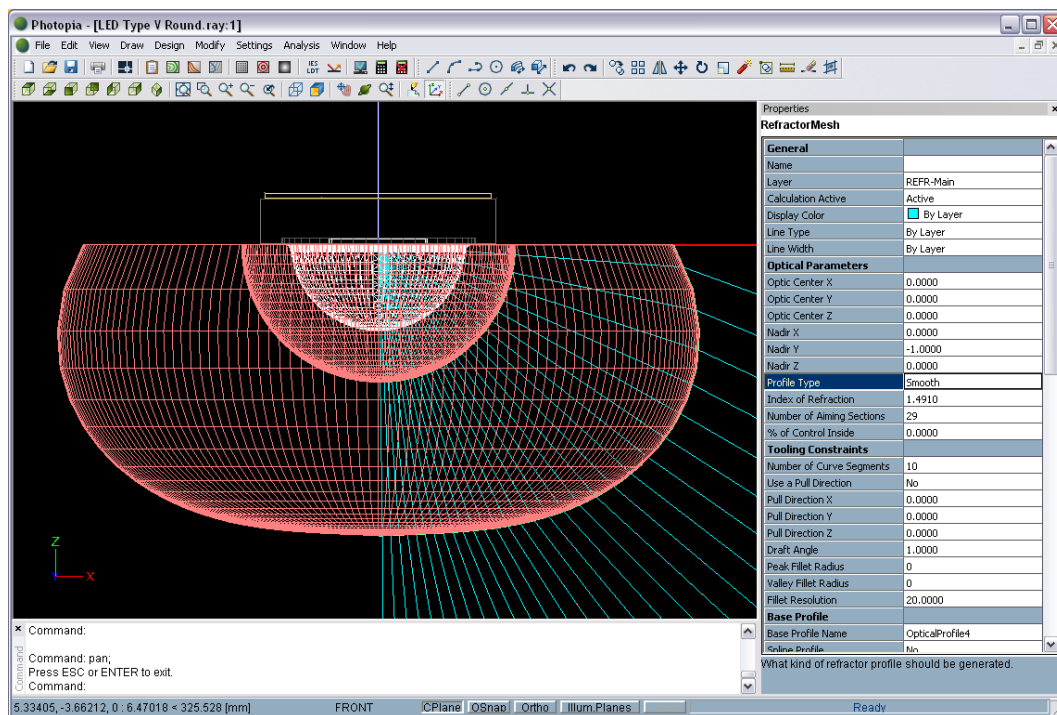 Photopia - [LED Type V Round.ray:1]
File Edit View Draw Design Modify Settings Analysis Window Help
IES
LDT
Properties
RefractorMesh
General
Name
Layer REFR-Main
Calculation Active Active
Display Color By Layer
Line Type By Layer
Line Width By Layer
Optical Parameters
Optic Center X 0.0000
Optic Center Y 0.0000
Optic Center Z 0.0000
Nadir X 0.0000
Nadir Y -1.0000
Nadir Z 0.0000
Profile Type Smooth
Index of Refraction 1.4910
Number of Aiming Sections 29
% of Control Inside 0.0000
Tooling Constraints
Number of Curve Segments 10
Use a Pull Direction No
Pull Direction X 0.0000
Pull Direction Y 0.0000
Pull Direction Z 0.0000
Draft Angle 1.0000
Peak Fillet Radius 0
Valley Fillet Radius 0
Fillet Resolution 20.0000
Base Profile
Base Profile Name OpticalProfile4
Spline Profile No
What kind of refractor profile should be generated.
Z
X
Command
Command:
Command: pan;
Press ESC or ENTER to exit.
Command:
5.33405, -3.66212, 0 : 6.47018 < 325.528 [mm] FRONT CPlane OSnap Ortho Illum.Planes Ready